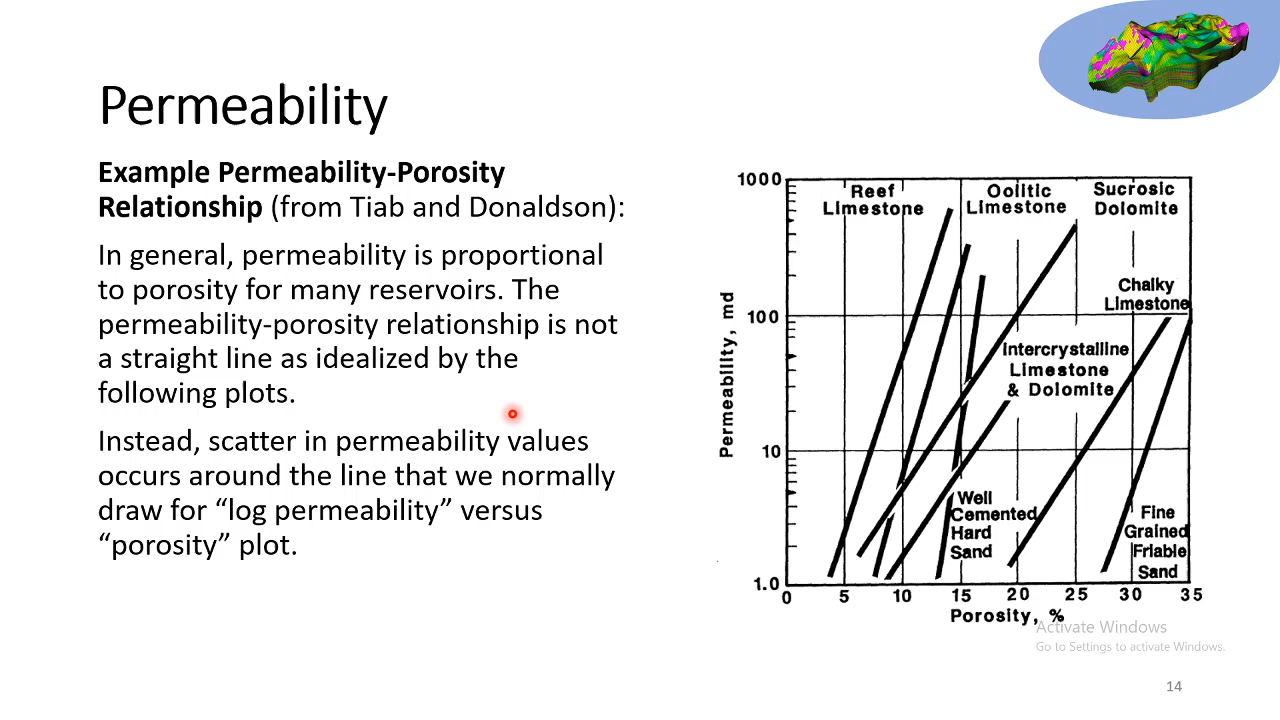 Permeability
Example Permeability-Porosity
Relationship (from Tiab and Donaldson):
In general, permeability is proportional
to porosity for many reservoirs. The
permeability-porosity relationship is not
a straight line as idealized by the
following plots.
Instead, scatter in permeability values
occurs around the line that we normally
draw for “log permeability” versus
“porosity” plot.
1000
100
10
1.0
Permeability, md
Reef
Limestone
Oolitic
Limestone
Sucrosic
Dolomite
Chalky
Limestone
Intercrystalline
Limestone
& Dolomite
Well
Cemented
Hard
Sand
Fine
Grained
Friable
Sand
0 5 10 15 20 25 30 35
Porosity, %
Activate Windows
Go to Settings to activate Windows.
14